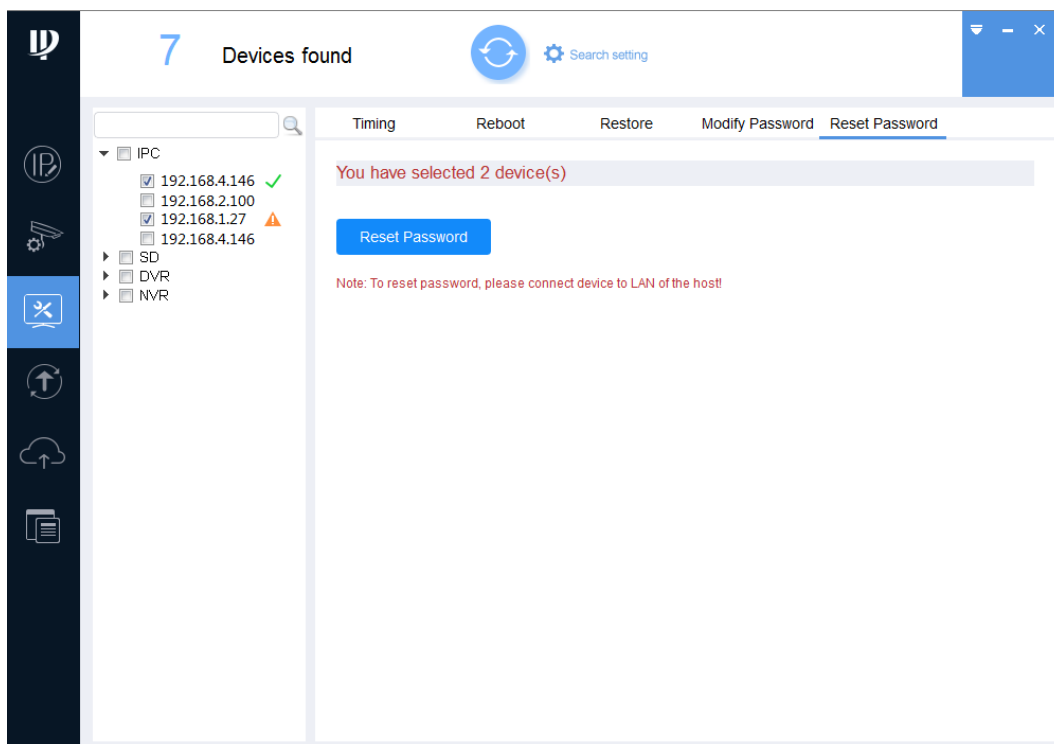 IP
7 Devices found
Search setting
Timing Reboot Restore Modify Password Reset Password
IPC
You have selected 2 device(s)
192.168.4.146
192.168.2.100
192.168.1.27
192.168.4.146
Reset Password
SD
DVR
Note: To reset password, please connect device to LAN of the host!
NVR
IP